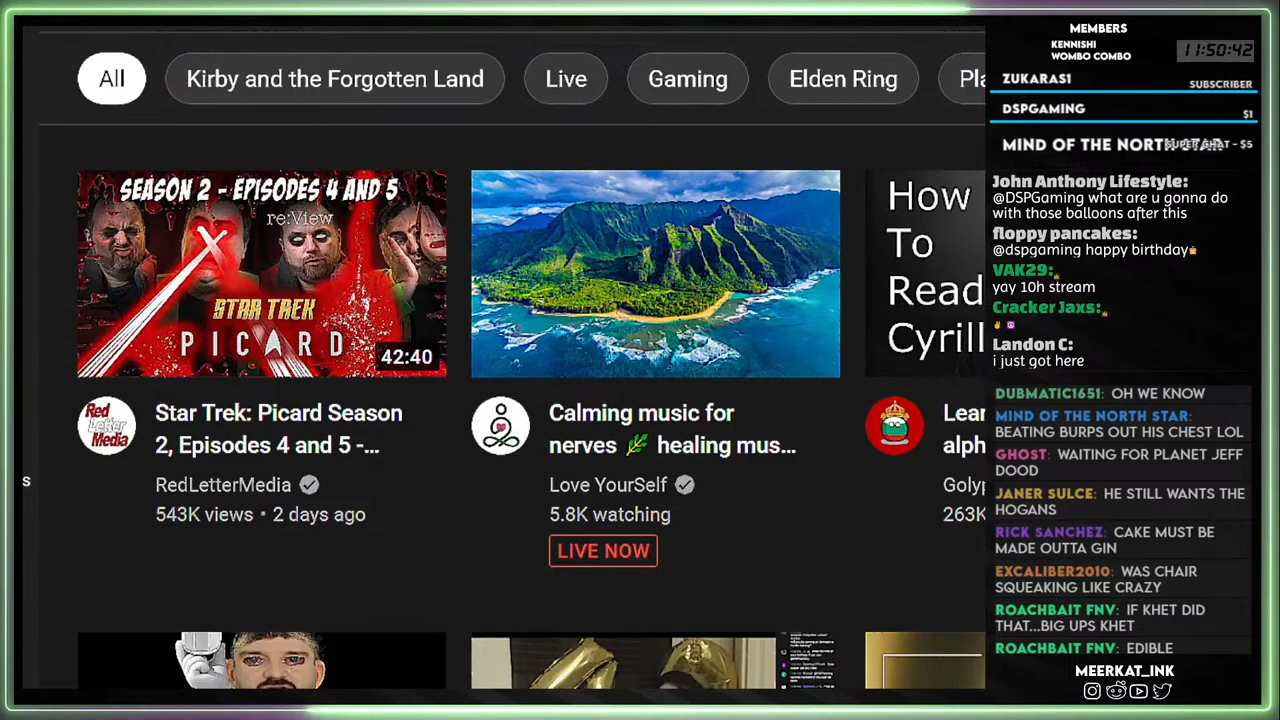 All
Kirby and the Forgotten Land
Live
Gaming
Elden Ring
SEASON 2 - EPISODES 4 AND 5
re:View
STAR TREK
PICARD
42:40
Red
Letter
Media
Star Trek: Picard Season
2, Episodes 4 and 5 -...
RedLetterMedia
543K views • 2 days ago
Calming music for
nerves 🌿 healing mus...
Love YourSelf
5.8K watching
LIVE NOW
How
To
Read
Cyrill
Lear
alph
Golyp
263K
s
MEMBERS
KENNISHI
WOMBO COMBO
11:50:42
ZUKARAS1
SUBSCRIBER
DSPGAMING
$1
MIND OF THE NORTH STAR
SUPER CHAT - $5
John Anthony Lifestyle:
@DSPGaming what are u gonna do
with those balloons after this
floppy pancakes:
@dspgaming happy birthday
VAK29:
yay 10h stream
Cracker Jaxs:
Landon C:
i just got here
DUBMATIC1651: OH WE KNOW
MIND OF THE NORTH STAR:
BEATING BURPS OUT HIS CHEST LOL
GHOST: WAITING FOR PLANET JEFF
DOOD
JANER SULCE: HE STILL WANTS THE
HOGANS
RICK SANCHEZ: CAKE MUST BE
MADE OUTTA GIN
EXCALIBER2010: WAS CHAIR
SQUEAKING LIKE CRAZY
ROACHBAIT FNV: IF KHET DID
THAT...BIG UPS KHET
ROACHBAIT FNV: EDIBLE
MEERKAT_INK